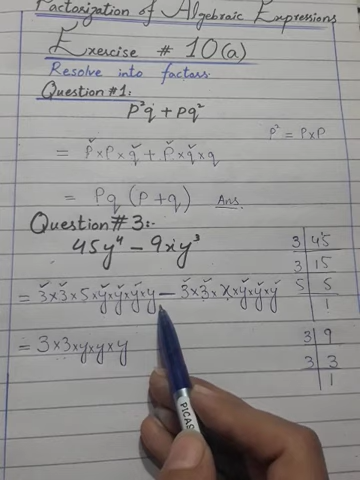 Factorization of Algebraic Expressions
Exercise # 10(a)
Resolve into factors.
Question #1:
p²q + pq²
p² = p×p
= p×p×q + p×q×q
= pq (p+q) Ans.
Question #3:-
45y⁴ − 9xy³
= 3×3×5×y×y×y×y − 3×3×x×y×y×y
= 3×3×y×y×y
3 | 45
3 | 15
5 | 5
1
3 | 9
3 | 3
1
PICAS